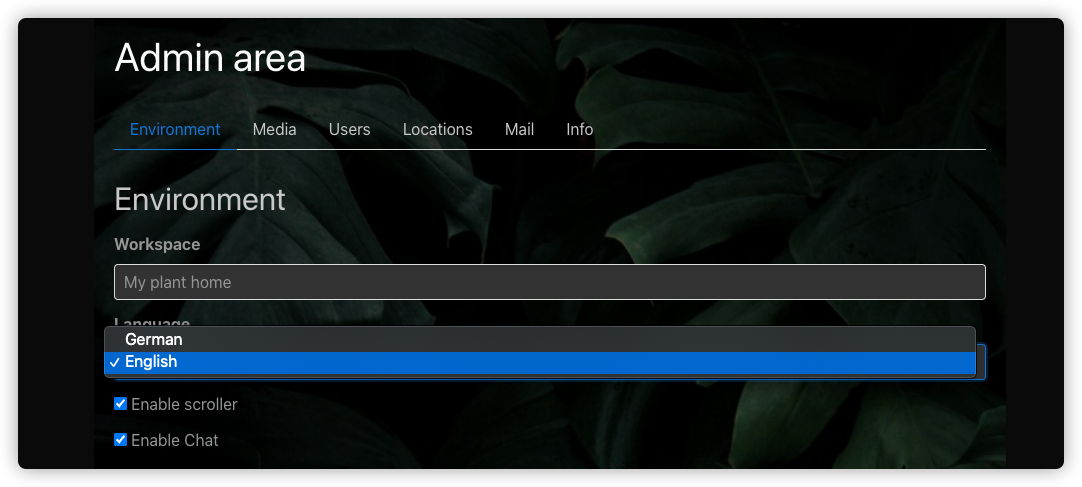 Admin area
Environment Media Users Locations Mail Info
Environment
Workspace
My plant home
Language
German
✓ English
Enable scroller
Enable Chat